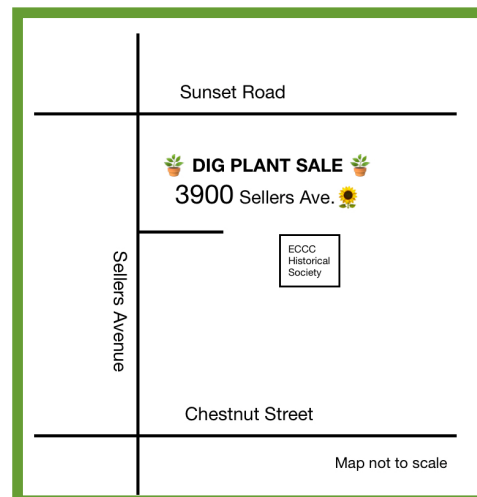 Sunset Road
DIG PLANT SALE
3900 Sellers Ave.
ECCC
Historical
Society
Sellers Avenue
Chestnut Street
Map not to scale